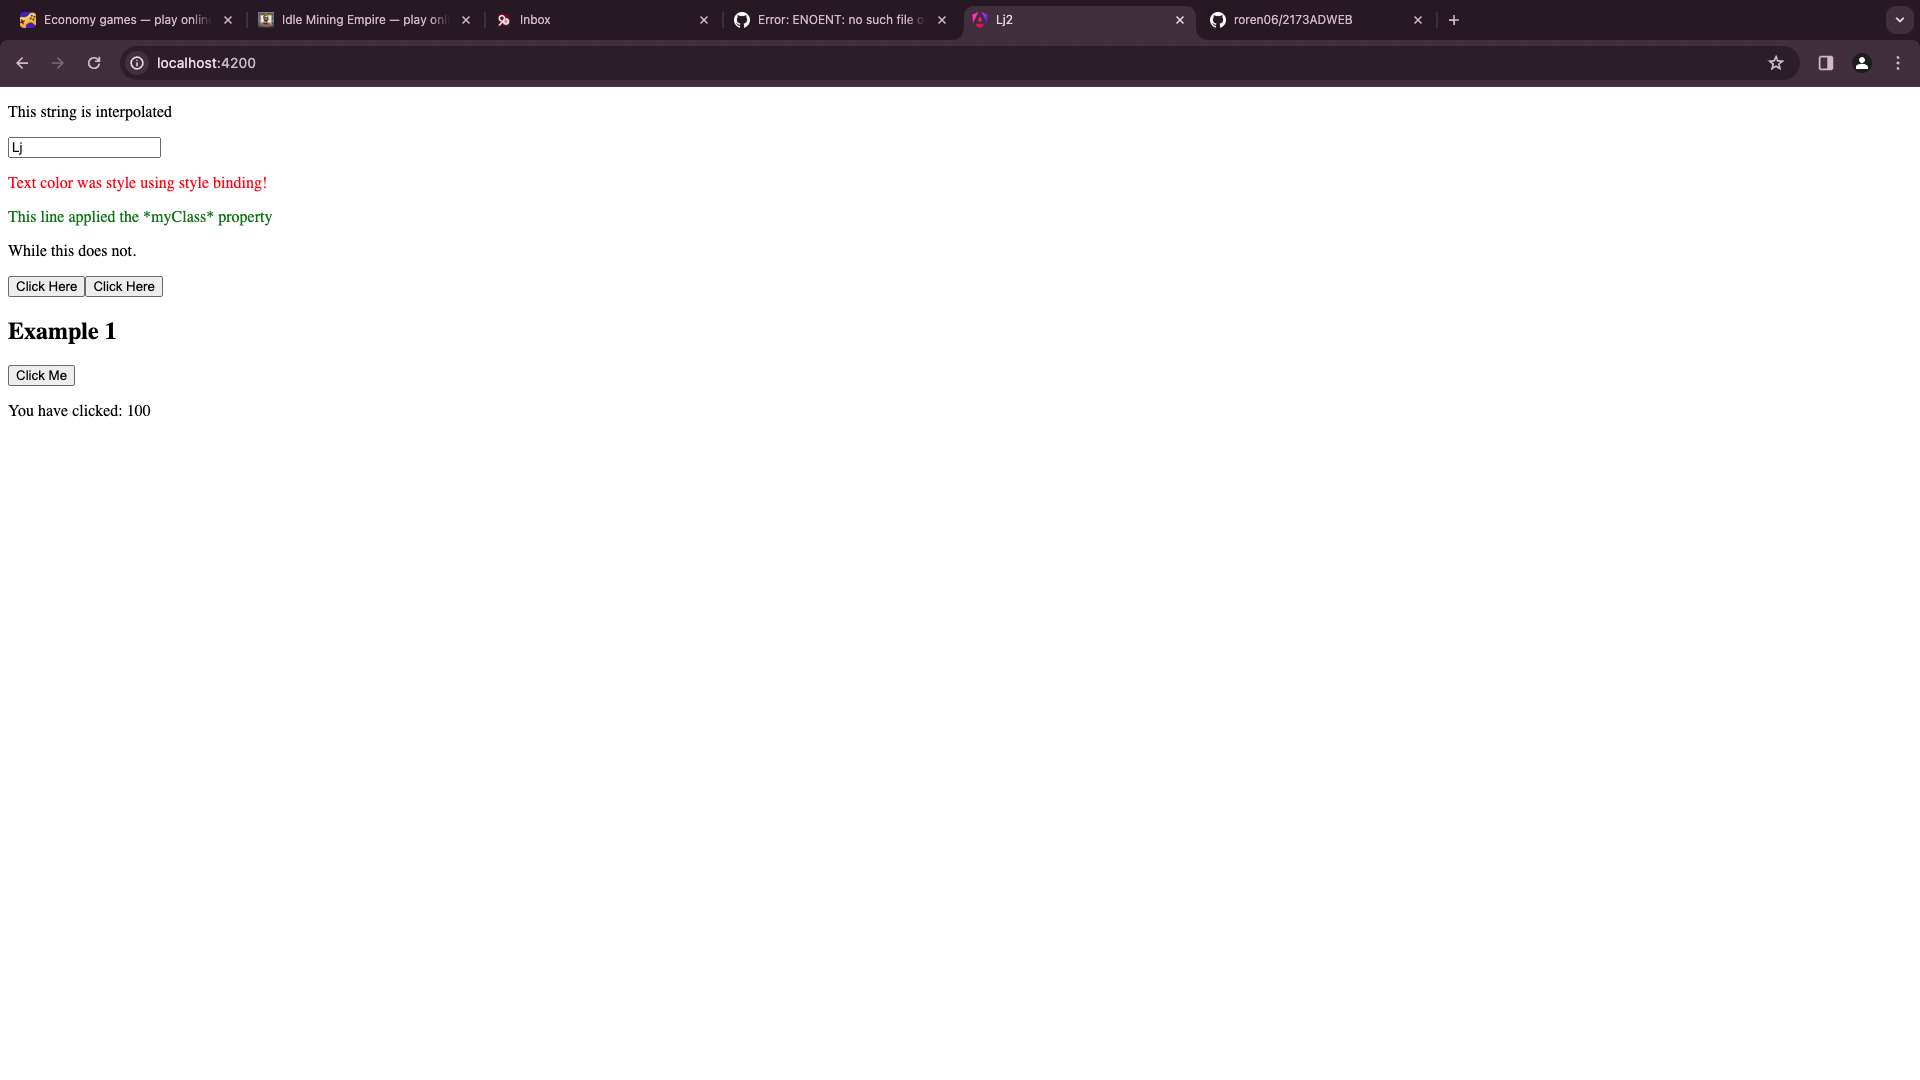 Economy games — play onlin
Idle Mining Empire — play onl
Inbox
Error: ENOENT: no such file o
Lj2
roren06/2173ADWEB
localhost:4200
This string is interpolated
Lj
Text color was style using style binding!
This line applied the *myClass* property
While this does not.
Click Here Click Here
Example 1
Click Me
You have clicked: 100